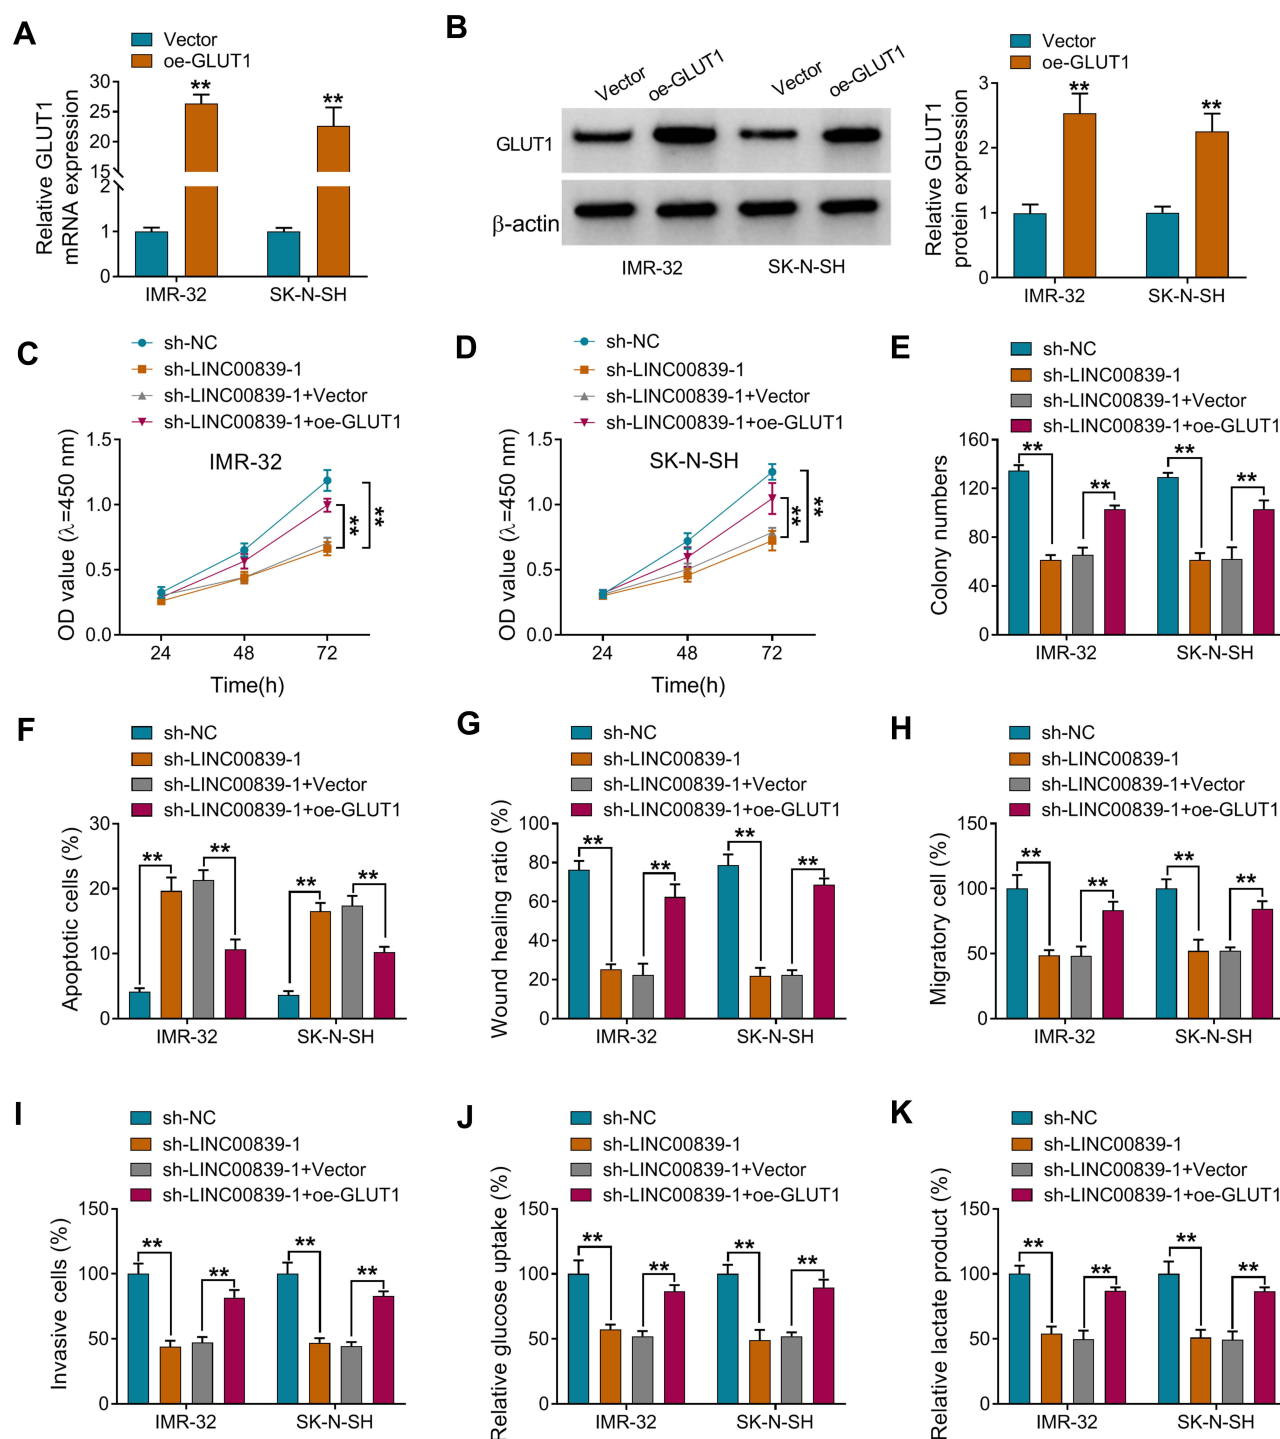 A
Vector
oe-GLUT1
Relative GLUT1
mRNA expression
30
25
20
15
2
1
0
**
**
IMR-32
SK-N-SH
B
Vector
oe-GLUT1
Vector
oe-GLUT1
GLUT1
β-actin
IMR-32
SK-N-SH
Vector
oe-GLUT1
Relative GLUT1
protein expression
3
2
1
0
**
**
IMR-32
SK-N-SH
C
sh-NC
sh-LINC00839-1
sh-LINC00839-1+Vector
sh-LINC00839-1+oe-GLUT1
OD value (λ=450 nm)
1.5
1.0
0.5
0.0
IMR-32
**
**
24
48
72
Time(h)
D
sh-NC
sh-LINC00839-1
sh-LINC00839-1+Vector
sh-LINC00839-1+oe-GLUT1
OD value (λ=450 nm)
1.5
1.0
0.5
0.0
SK-N-SH
**
**
24
48
72
Time(h)
E
sh-NC
sh-LINC00839-1
sh-LINC00839-1+Vector
sh-LINC00839-1+oe-GLUT1
Colony numbers
160
120
80
40
0
**
**
**
**
IMR-32
SK-N-SH
F
sh-NC
sh-LINC00839-1
sh-LINC00839-1+Vector
sh-LINC00839-1+oe-GLUT1
Apoptotic cells (%)
30
20
10
0
**
**
**
**
IMR-32
SK-N-SH
G
sh-NC
sh-LINC00839-1
sh-LINC00839-1+Vector
sh-LINC00839-1+oe-GLUT1
Wound healing ratio (%)
100
80
60
40
20
0
**
**
**
**
IMR-32
SK-N-SH
H
sh-NC
sh-LINC00839-1
sh-LINC00839-1+Vector
sh-LINC00839-1+oe-GLUT1
Migratory cell (%)
150
100
50
0
**
**
**
**
IMR-32
SK-N-SH
I
sh-NC
sh-LINC00839-1
sh-LINC00839-1+Vector
sh-LINC00839-1+oe-GLUT1
Invasive cells (%)
150
100
50
0
**
**
**
**
IMR-32
SK-N-SH
J
sh-NC
sh-LINC00839-1
sh-LINC00839-1+Vector
sh-LINC00839-1+oe-GLUT1
Relative glucose uptake (%)
150
100
50
0
**
**
**
**
IMR-32
SK-N-SH
K
sh-NC
sh-LINC00839-1
sh-LINC00839-1+Vector
sh-LINC00839-1+oe-GLUT1
Relative lactate product (%)
150
100
50
0
**
**
**
**
IMR-32
SK-N-SH